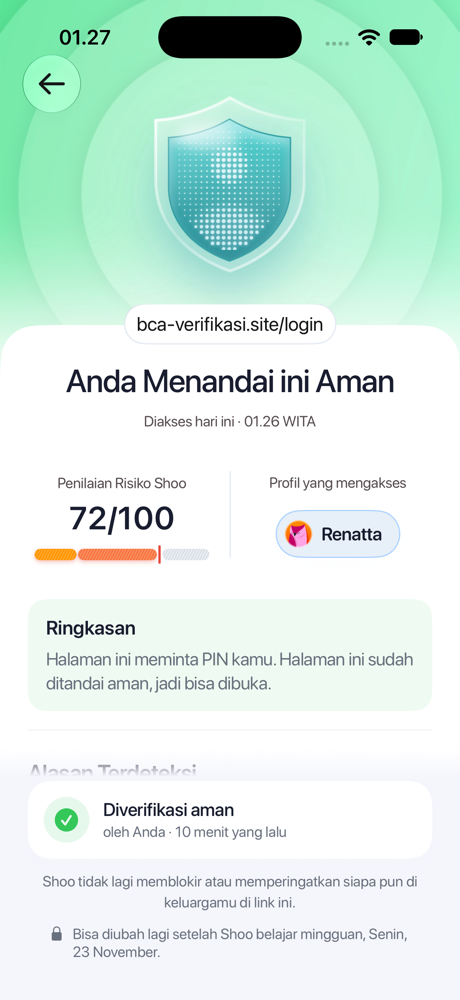 01.27
bca-verifikasi.site/login
Anda Menandai ini Aman
Diakses hari ini · 01.26 WITA
Penilaian Risiko Shoo
72/100
Profil yang mengakses
Renatta
Ringkasan
Halaman ini meminta PIN kamu. Halaman ini sudah
ditandai aman, jadi bisa dibuka.
Alasan Terdeteksi
Diverifikasi aman
oleh Anda · 10 menit yang lalu
Shoo tidak lagi memblokir atau memperingatkan siapa pun di
keluargamu di link ini.
Bisa diubah lagi setelah Shoo belajar mingguan, Senin,
23 November.